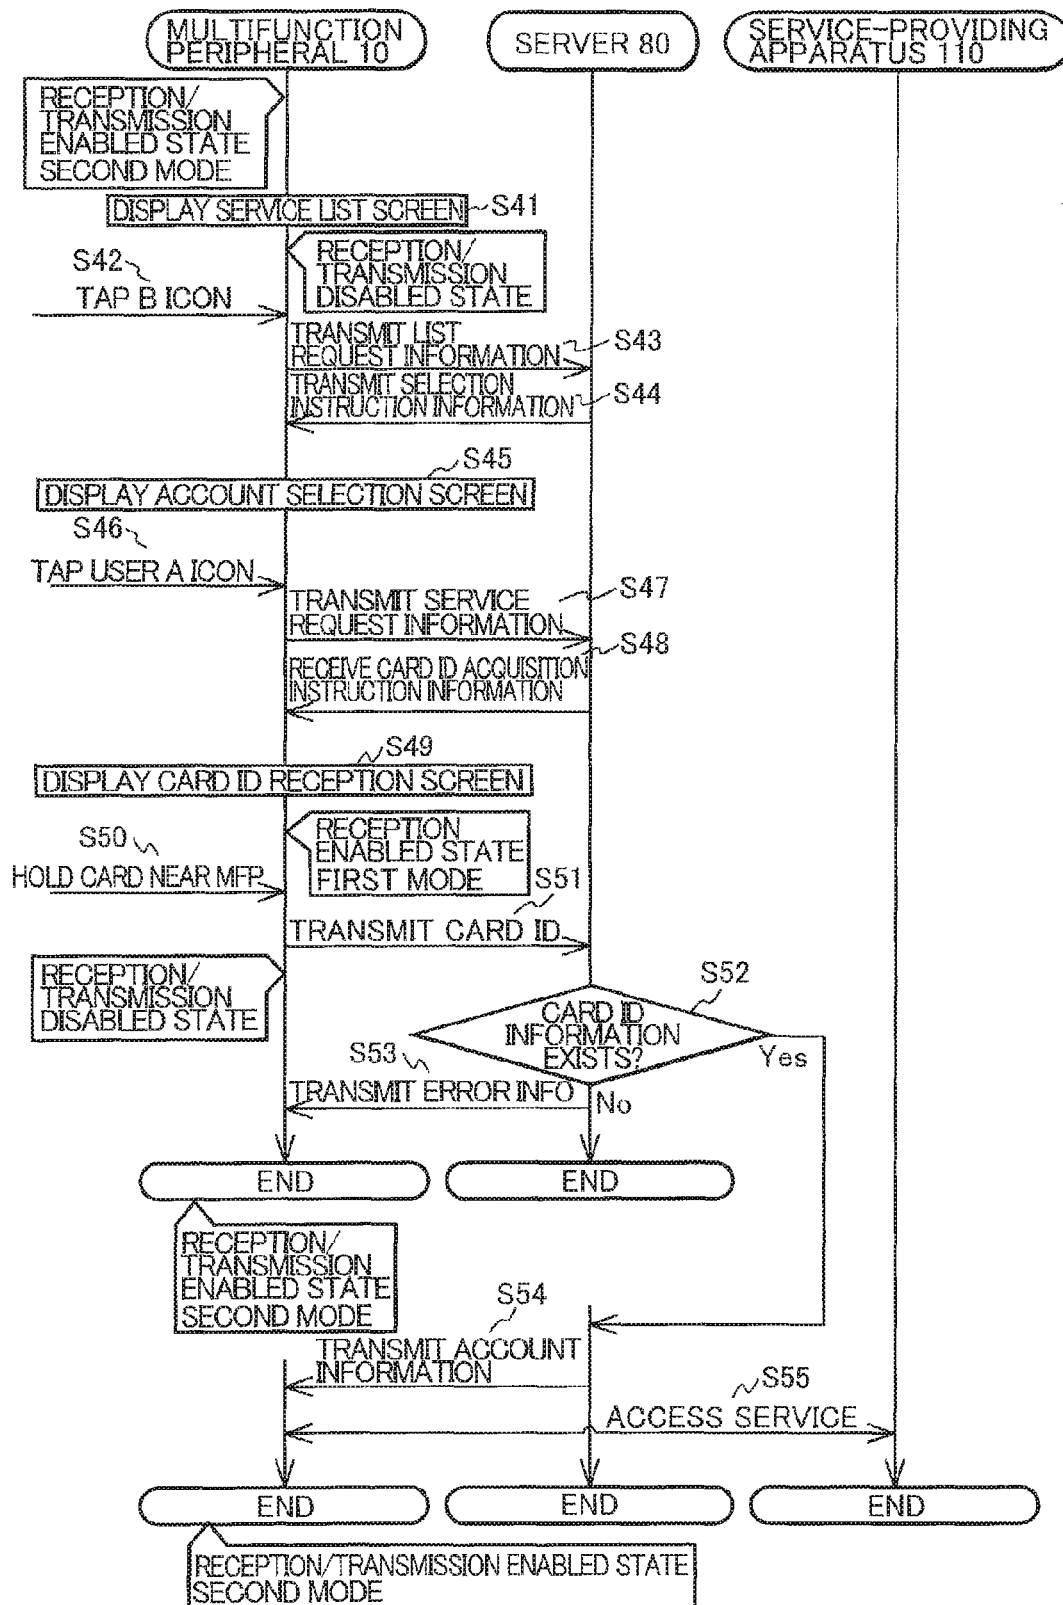 MULTIFUNCTION
PERIPHERAL 10
SERVER 80
SERVICE-PROVIDING
APPARATUS 110
RECEPTION/
TRANSMISSION
ENABLED STATE
SECOND MODE
DISPLAY SERVICE LIST SCREEN
S41
RECEPTION/
TRANSMISSION
DISABLED STATE
S42
TAP B ICON
TRANSMIT LIST
REQUEST INFORMATION
S43
TRANSMIT SELECTION
INSTRUCTION INFORMATION
S44
S45
DISPLAY ACCOUNT SELECTION SCREEN
S46
TAP USER A ICON
TRANSMIT SERVICE
REQUEST INFORMATION
S47
S48
RECEIVE CARD ID ACQUISITION
INSTRUCTION INFORMATION
S49
DISPLAY CARD ID RECEPTION SCREEN
RECEPTION
ENABLED STATE
FIRST MODE
S50
HOLD CARD NEAR MFP
S51
TRANSMIT CARD ID
RECEPTION/
TRANSMISSION
DISABLED STATE
S52
CARD ID
INFORMATION
EXISTS?
Yes
S53
TRANSMIT ERROR INFO
No
END
END
RECEPTION/
TRANSMISSION
ENABLED STATE
SECOND MODE
S54
TRANSMIT ACCOUNT
INFORMATION
S55
ACCESS SERVICE
END
END
END
RECEPTION/TRANSMISSION ENABLED STATE
SECOND MODE